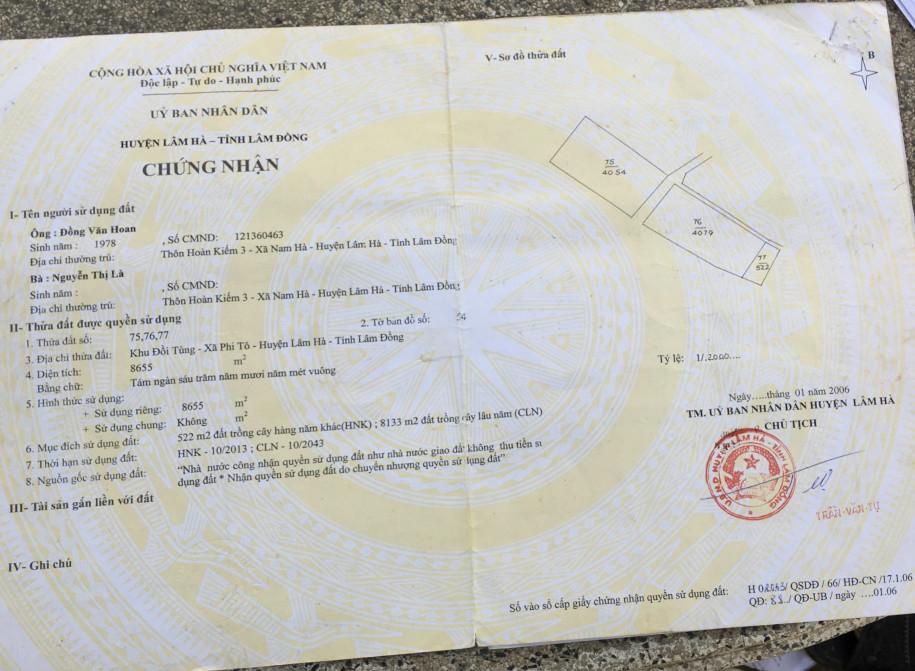 CỘNG HÒA XÃ HỘI CHỦ NGHĨA VIỆT NAM
Độc lập - Tự do - Hạnh phúc
UỶ BAN NHÂN DÂN
HUYỆN LÂM HÀ – TỈNH LÂM ĐỒNG
CHỨNG NHẬN
I- Tên người sử dụng đất
Ông : Đồng Văn Hoan
Sinh năm : 1978 , Số CMND: 121360463
Địa chỉ thường trú: Thôn Hoàn Kiếm 3 - Xã Nam Hà - Huyện Lâm Hà - Tỉnh Lâm Đồng
Bà : Nguyễn Thị Lã
Sinh năm : , Số CMND:
Địa chỉ thường trú: Thôn Hoàn Kiếm 3 - Xã Nam Hà - Huyện Lâm Hà - Tỉnh Lâm Đồng
II- Thửa đất được quyền sử dụng
1. Thửa đất số: 75,76,77 2. Tờ bản đồ số: 54
3. Địa chỉ thửa đất: Khu Đồi Tùng - Xã Phi Tô - Huyện Lâm Hà - Tỉnh Lâm Đồng
4. Diện tích: 8655 m2
Bằng chữ: Tám ngàn sáu trăm năm mươi năm mét vuông
5. Hình thức sử dụng:
+ Sử dụng riêng: 8655 m2
+ Sử dụng chung: Không m2
6. Mục đích sử dụng đất: 522 m2 đất trồng cây hàng năm khác(HNK) ; 8133 m2 đất trồng cây lâu năm (CLN)
7. Thời hạn sử dụng đất: HNK - 10/2013 ; CLN - 10/2043
8. Nguồn gốc sử dụng đất: "Nhà nước công nhận quyền sử dụng đất như nhà nước giao đất không thu tiền sử
dụng đất * Nhận quyền sử dụng đất do chuyển nhượng quyền sử dụng đất"
III- Tài sản gắn liền với đất
IV- Ghi chú
V- Sơ đồ thửa đất
B
75
4054
76
4079
77
522
Tỷ lệ: 1/.2000....
Ngày.....tháng 01 năm 2006
TM. UỶ BAN NHÂN DÂN HUYỆN LÂM HÀ
CHỦ TỊCH
U.B.N.D. HUYỆN LÂM HÀ - TỈNH LÂM ĐỒNG
TRẦN-VĂN-TỰ
Số vào sổ cấp giấy chứng nhận quyền sử dụng đất: H / QSDĐ / 66/ HĐ-CN /17.1.06
QĐ: / QĐ-UB / ngày ....01.06